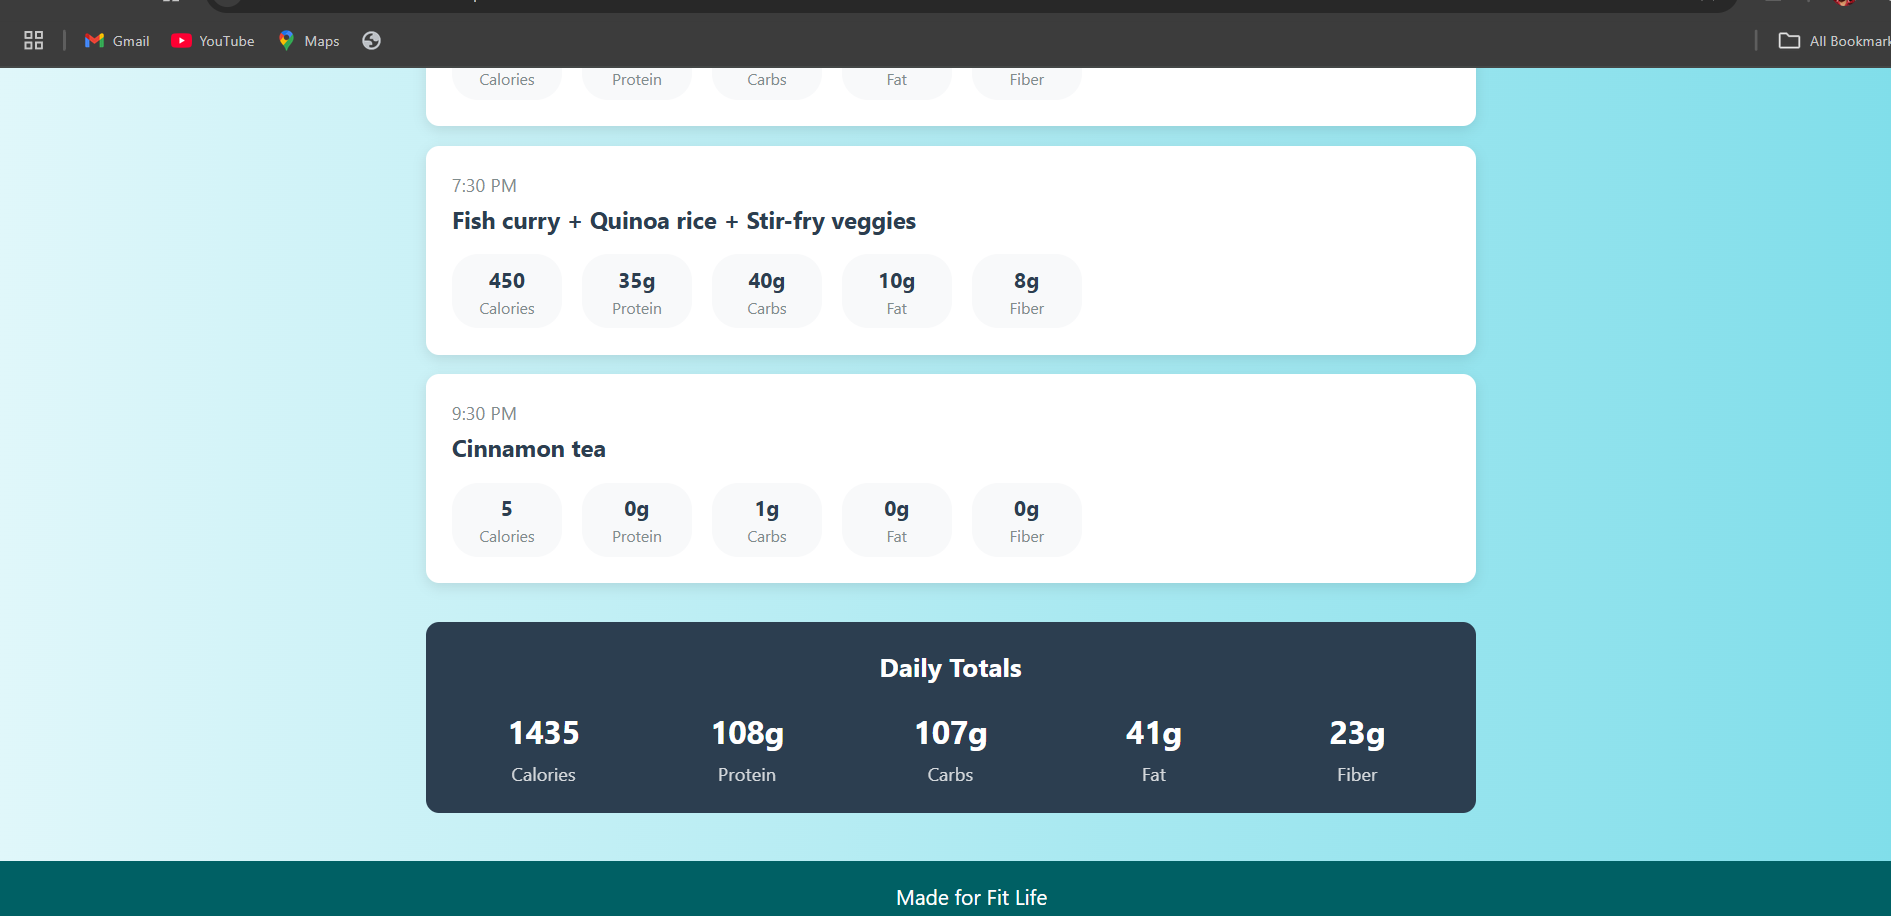 Gmail YouTube Maps All Bookmark
Calories Protein Carbs Fat Fiber
7:30 PM
Fish curry + Quinoa rice + Stir-fry veggies
450 35g 40g 10g 8g
Calories Protein Carbs Fat Fiber
9:30 PM
Cinnamon tea
5 0g 1g 0g 0g
Calories Protein Carbs Fat Fiber
Daily Totals
1435 108g 107g 41g 23g
Calories Protein Carbs Fat Fiber
Made for Fit Life